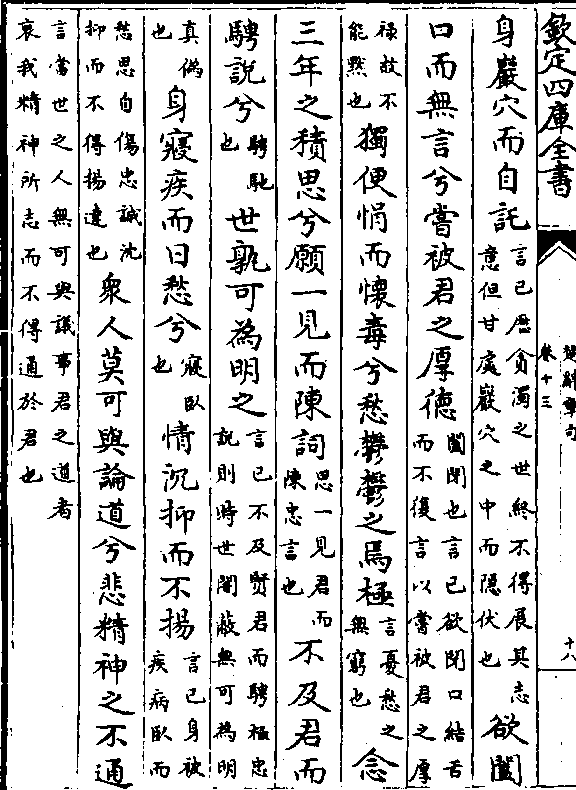 欽定四庫全書
楚辭章句
卷十三
十八
身巖穴而自託言已歷貪濁之世終不得展其志意但甘處巖穴之中而隱伏也欲闔
口而無言兮嘗被君之厚德闔閉也言已欲閉口結舌而不復言以嘗被君之厚
祿故不能黙也獨便悁而懷毒兮愁鬱鬱之焉極言憂愁之無窮也念
三年之積思兮願一見而陳詞思一見君而陳忠言也不及君而
騁說兮騁馳也世孰可為明之言已不及賢君而騁極忠說則時世闇蔽無可為明
真偽也身寢疾而日愁兮寢臥也情沉抑而不揚言已身被疾病臥而
愁思自傷忠誠沈抑而不得揚達也衆人莫可與論道兮悲精神之不通
言當世之人無可與議事君之道者哀我精神所志而不得通於君也